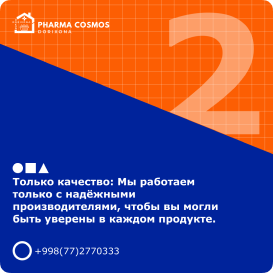 PHARMA COSMOS
DORIXONA
2
Только качество: Мы работаем
только с надёжными
производителями, чтобы вы могли
быть уверены в каждом продукте.
+998(77)2770333